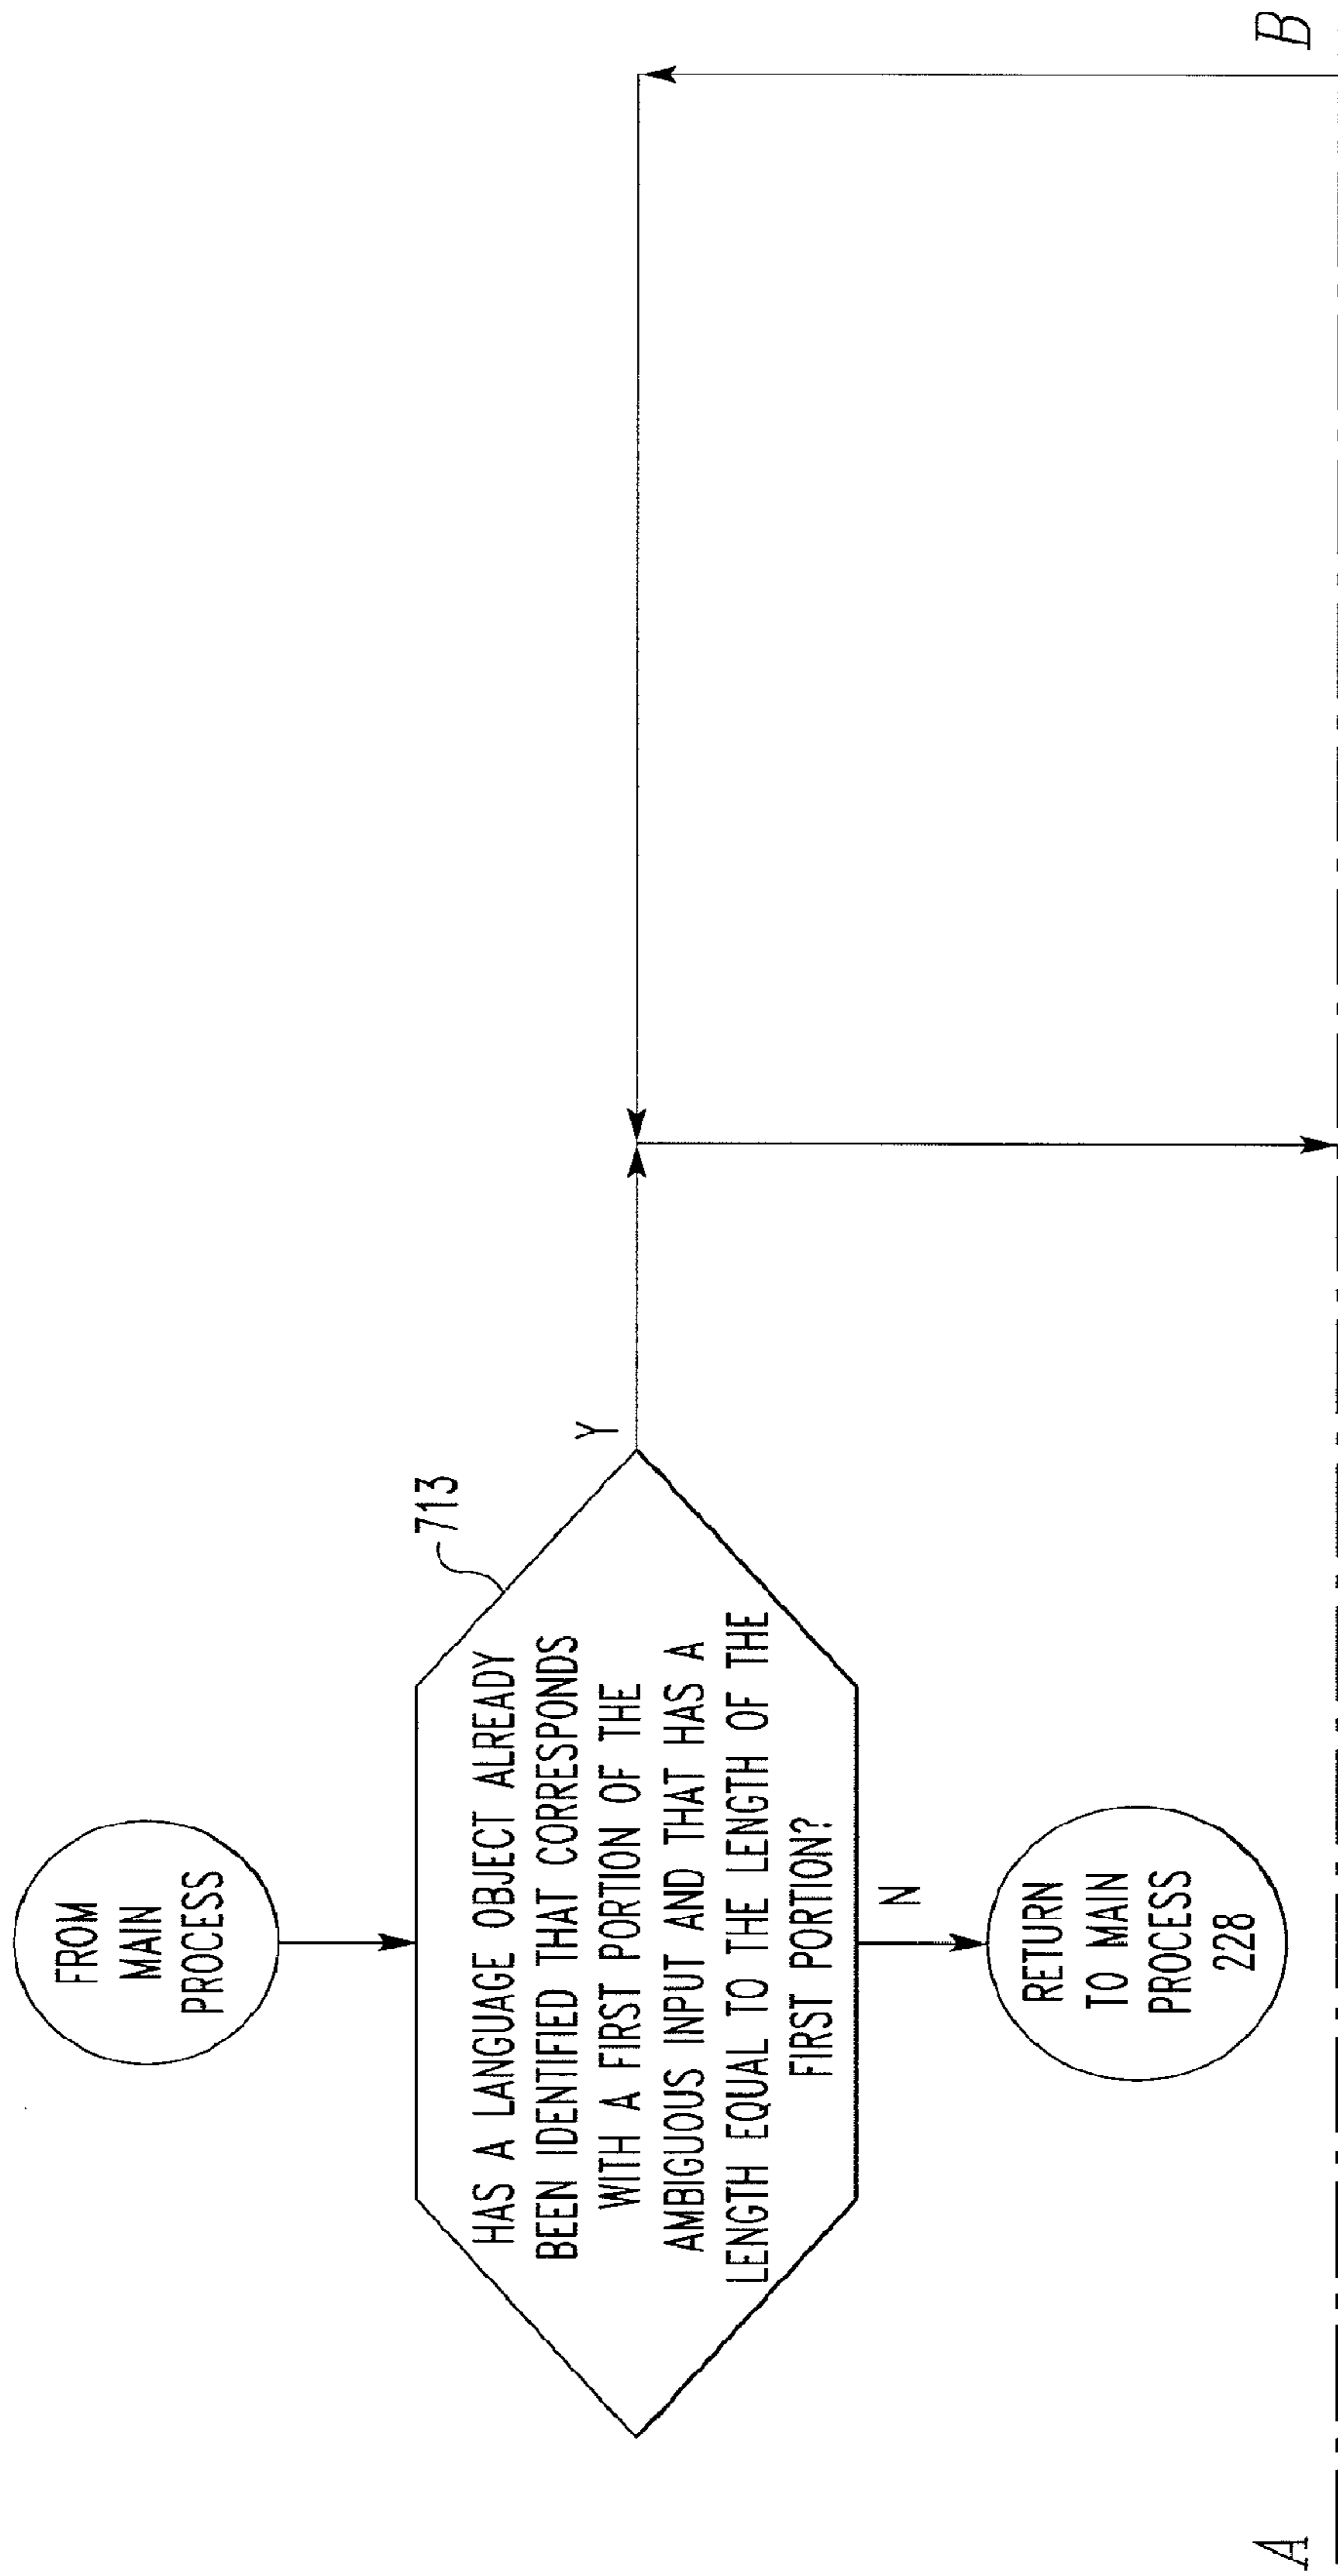 FROM
MAIN
PROCESS
713
HAS A LANGUAGE OBJECT ALREADY
BEEN IDENTIFIED THAT CORRESPONDS
WITH A FIRST PORTION OF THE
AMBIGUOUS INPUT AND THAT HAS A
LENGTH EQUAL TO THE LENGTH OF THE
FIRST PORTION?
Y
N
RETURN
TO MAIN
PROCESS
228
A
B